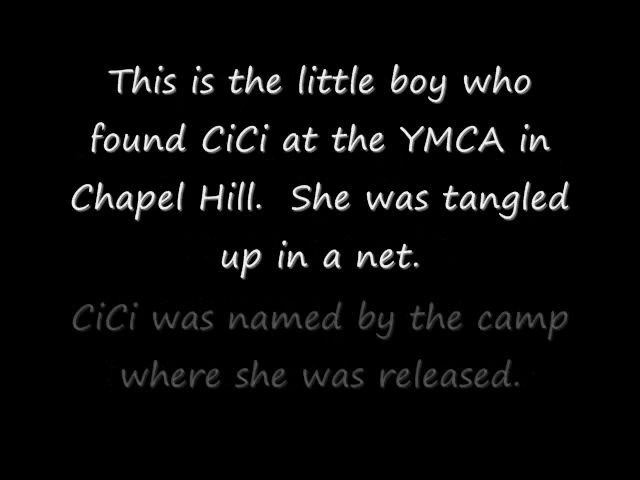 This is the little boy who
found CiCi at the YMCA in
Chapel Hill.  She was tangled
up in a net.
CiCi was named by the camp
where she was released.